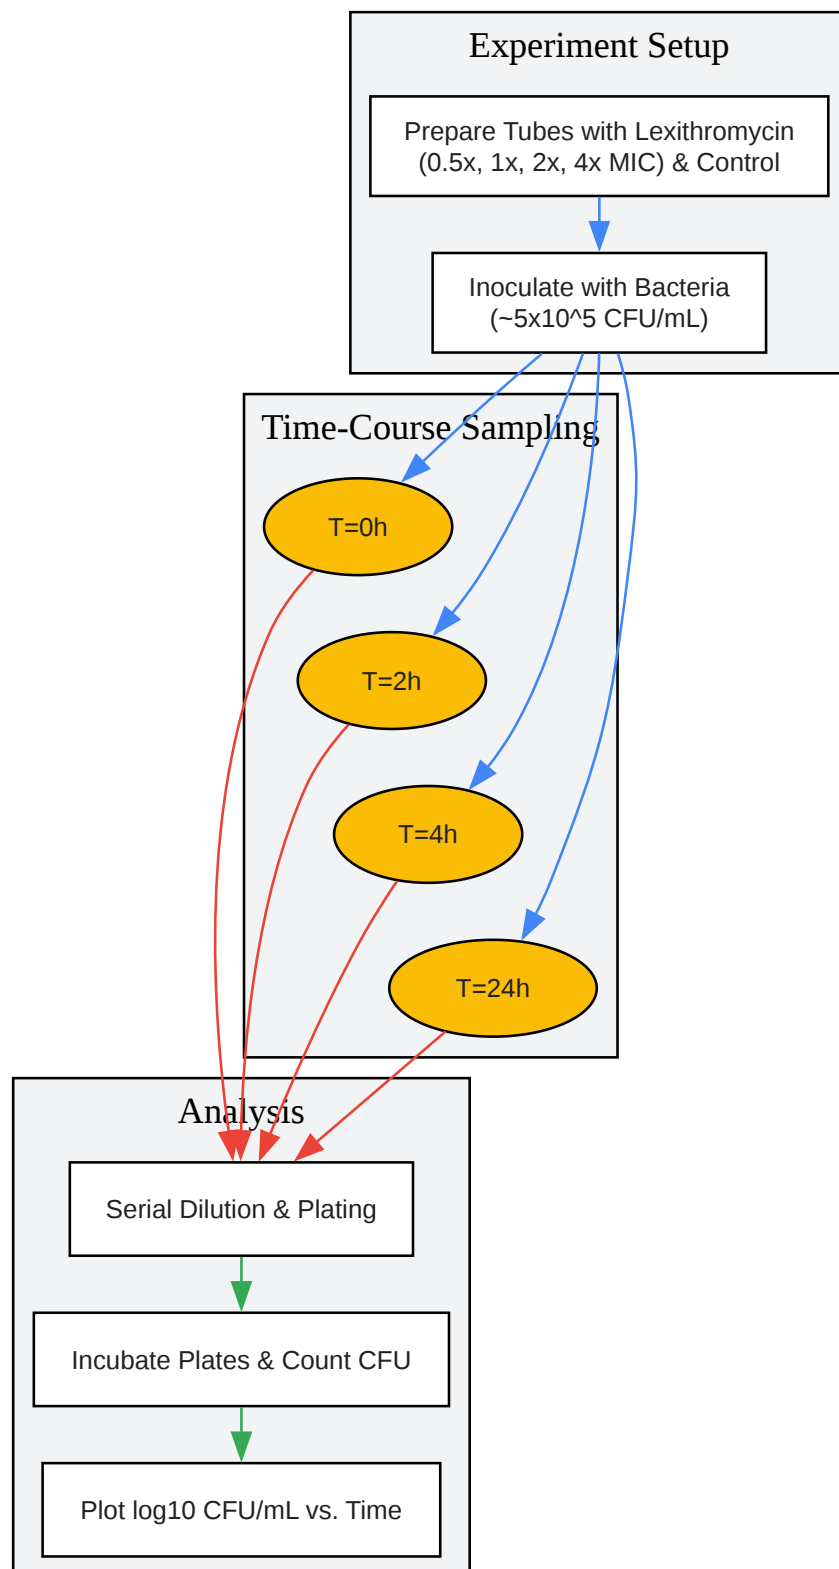 Experiment Setup
Prepare Tubes with Lexithromycin
(0.5x, 1x, 2x, 4x MIC) & Control
Inoculate with Bacteria
(~5x10^5 CFU/mL)
Time-Course Sampling
T=0h
T=2h
T=4h
T=24h
Analysis
Serial Dilution & Plating
Incubate Plates & Count CFU
Plot log10 CFU/mL vs. Time